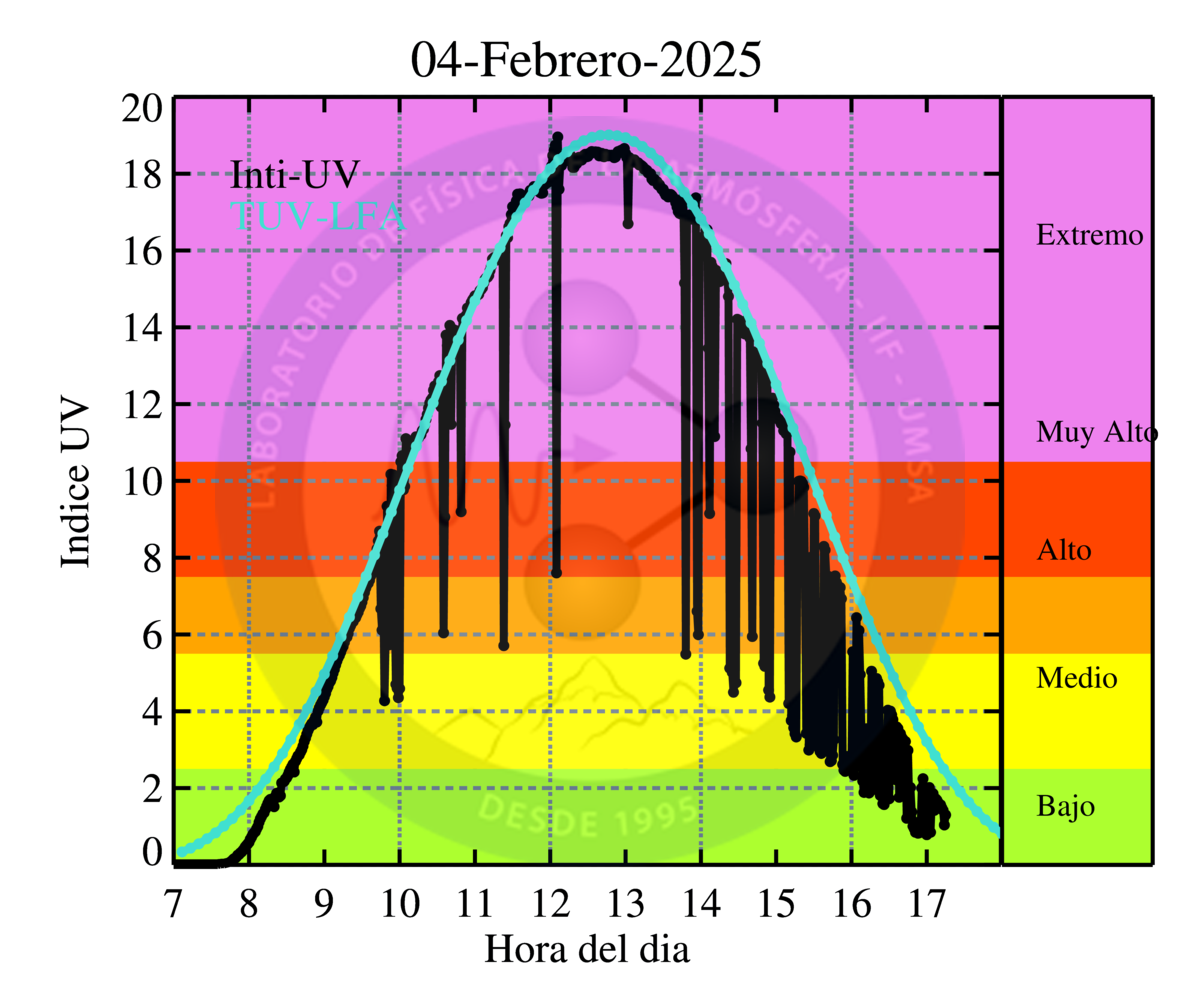 04-Febrero-2025
20
18
16
14
12
10
8
6
4
2
0
Indice UV
Inti-UV
TUV-LFA
LABORATORIO DE FÍSICA DE LA ATMÓSFERA - IIF - UMSA
DESDE 1995
Extremo
Muy Alto
Alto
Medio
Bajo
7 8 9 10 11 12 13 14 15 16 17
Hora del dia